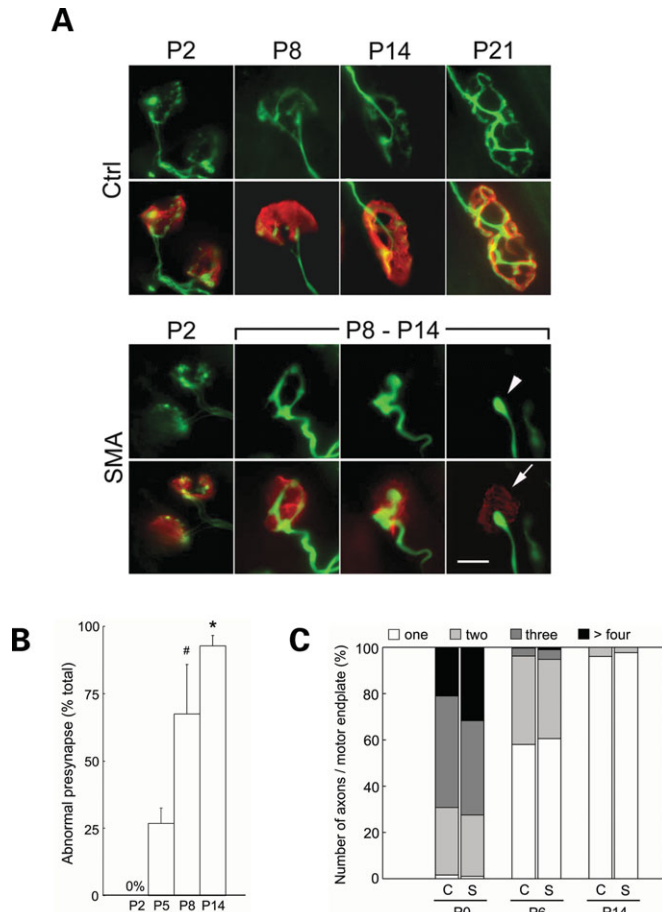 A
P2 P8 P14 P21
Ctrl
P2 P8 - P14
SMA
B
Abnormal presynapse (% total)
100
75
50
25
0
0%
#
*
P2 P5 P8 P14
C
one two three > four
Number of axons / motor endplate (%)
100
80
60
40
20
0
C S C S C S
P0 P6 P14